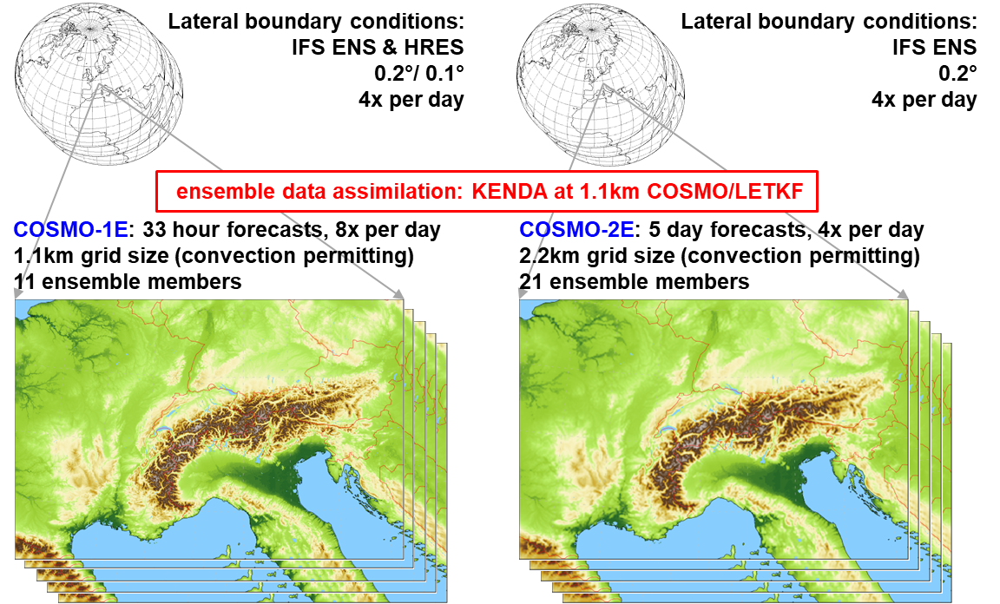 Lateral boundary conditions:
IFS ENS & HRES
0.2°/ 0.1°
4x per day
Lateral boundary conditions:
IFS ENS
0.2°
4x per day
ensemble data assimilation: KENDA at 1.1km COSMO/LETKF
COSMO-1E: 33 hour forecasts, 8x per day
1.1km grid size (convection permitting)
11 ensemble members
COSMO-2E: 5 day forecasts, 4x per day
2.2km grid size (convection permitting)
21 ensemble members